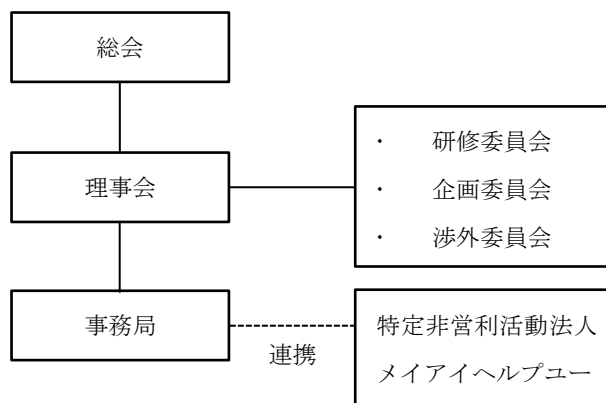 総会
理事会
・ 研修委員会
・ 企画委員会
・ 渉外委員会
事務局
連携
特定非営利活動法人
メイアイヘルプユー